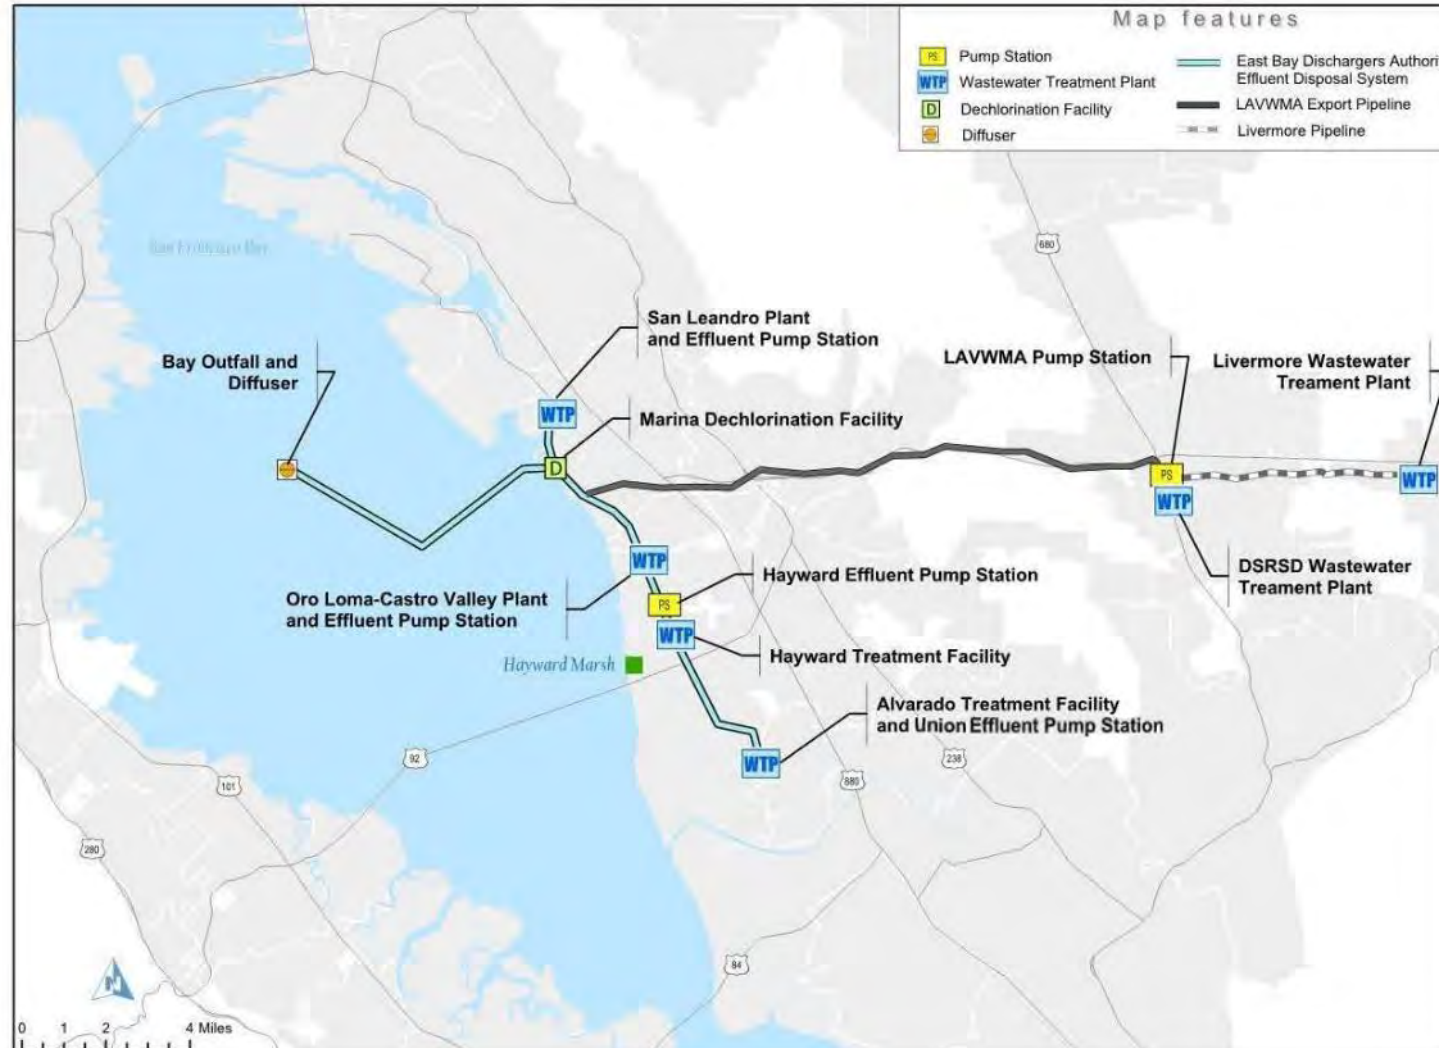 Map features
PS Pump Station
WTP Wastewater Treatment Plant
D Dechlorination Facility
Diffuser
East Bay Dischargers Authori
Effluent Disposal System
LAVWMA Export Pipeline
Livermore Pipeline
680
San Francisco Bay
San Leandro Plant
and Effluent Pump Station
Bay Outfall and
Diffuser
LAVWMA Pump Station
Livermore Wastewater
Treament Plant
WTP
Marina Dechlorination Facility
D
PS
WTP
WTP
DSRSD Wastewater
Treament Plant
WTP
Hayward Effluent Pump Station
PS
Oro Loma-Castro Valley Plant
and Effluent Pump Station
WTP
Hayward Treatment Facility
Hayward Marsh
Alvarado Treatment Facility
and Union Effluent Pump Station
WTP
92
101
238
880
280
84
N
0 1 2 4 Miles